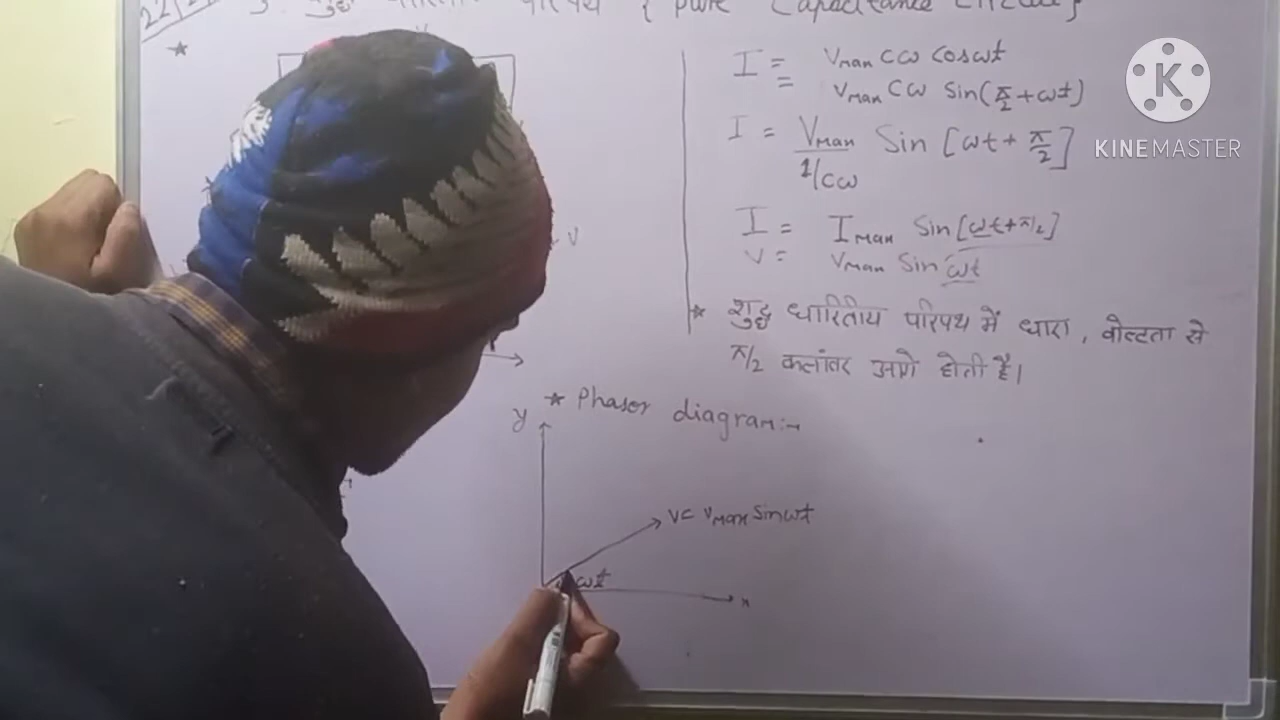 3. शुद्ध परिपथ { Pure Capacitance Circuit }
I = Vmax Cω Cosωt
= Vmax Cω Sin(π/2 + ωt)
I = Vmax / 1/Cω Sin [ωt + π/2]
I = Imax Sin [ωt + π/2]
V = Vmax Sin ωt
V
* शुद्ध धारितीय परिपथ में धारा, वोल्टता से
π/2 कलांतर आगे होती है।
* Phasor diagram:-
y
V = Vmax Sinωt
ωt
x
KINEMASTER